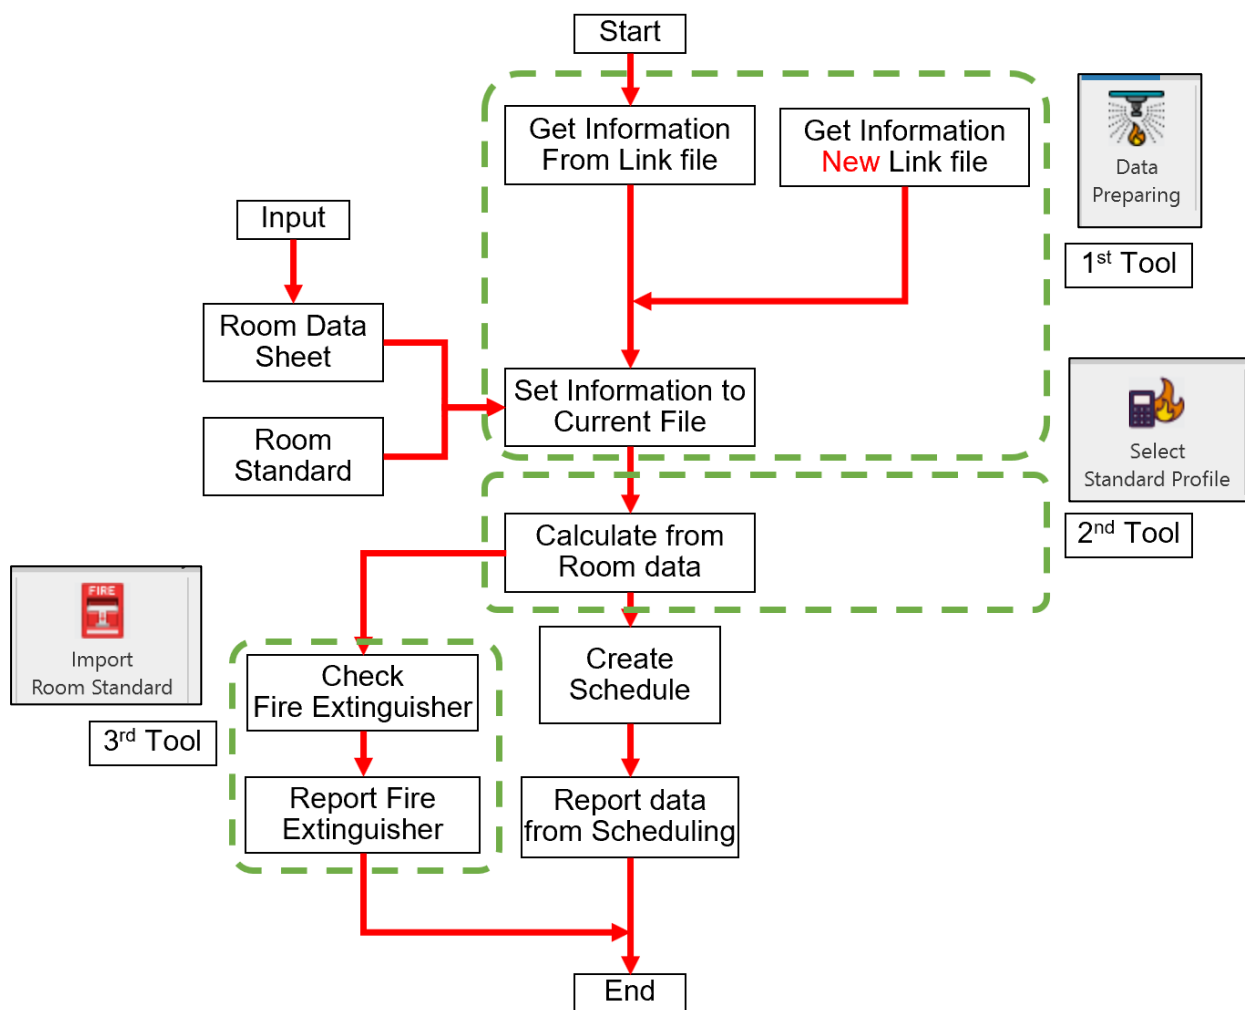 Start
Get Information
From Link file
Get Information
New Link file
Data
Preparing
1st Tool
Input
Room Data
Sheet
Room
Standard
Set Information to
Current File
Select
Standard Profile
2nd Tool
Calculate from
Room data
FIRE
Import
Room Standard
3rd Tool
Check
Fire Extinguisher
Create
Schedule
Report Fire
Extinguisher
Report data
from Scheduling
End